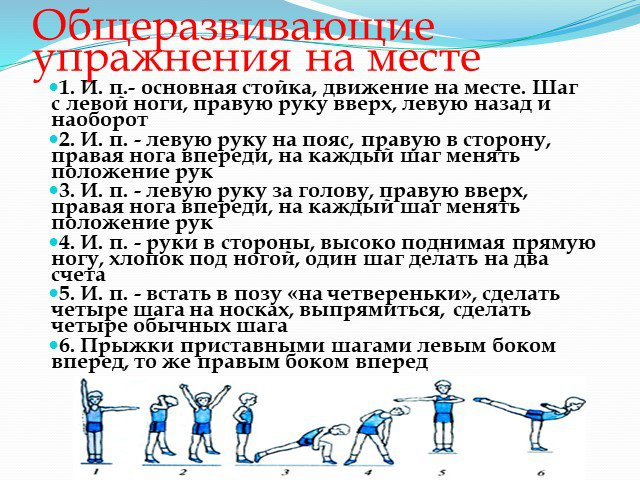 Общеразвивающие
упражнения на месте
1. И. п.- основная стойка, движение на месте. Шаг
с левой ноги, правую руку вверх, левую назад и
наоборот
2. И. п. - левую руку на пояс, правую в сторону,
правая нога впереди, на каждый шаг менять
положение рук
3. И. п. - левую руку за голову, правую вверх,
правая нога впереди, на каждый шаг менять
положение рук
4. И. п. - руки в стороны, высоко поднимая прямую
ногу, хлопок под ногой, один шаг делать на два
счета
5. И. п. - встать в позу «на четвереньки», сделать
четыре шага на носках, выпрямиться, сделать
четыре обычных шага
6. Прыжки приставными шагами левым боком
вперед, то же правым боком вперед
1 2 3 4 5 6